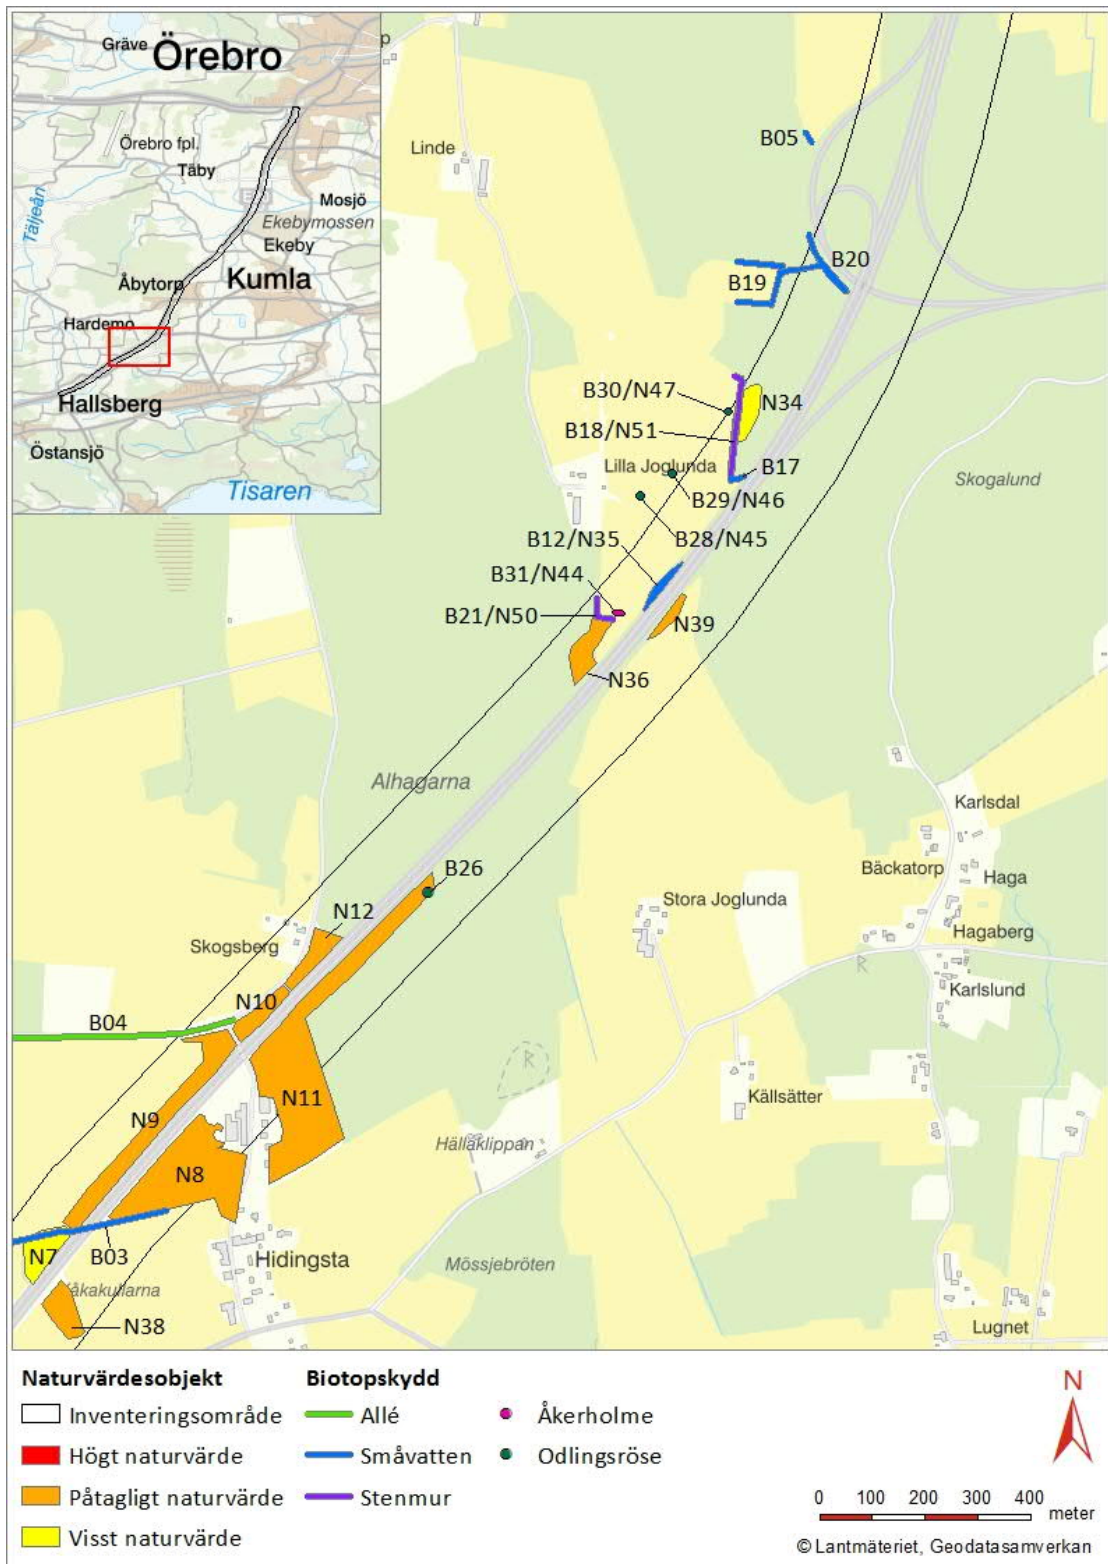 Gräve
Örebro
p
Örebro fpl.
Täby
E20
Täljeån
Mosjö
Ekebymossen
Ekeby
Åbytorp
Kumla
Hardemo
Hallsberg
Östansjö
Tisaren
Linde
B05
B20
B19
B30/N47
N34
B18/N51
Lilla Joglunda
B17
Skogalund
B29/N46
B28/N45
B12/N35
B31/N44
B21/N50
N39
N36
Alhagarna
Karlsdal
Bäckatorp
Haga
B26
Stora Joglunda
N12
Skogsberg
Hagaberg
R
Karlslund
N10
B04
R
N11
Källsätter
N9
Hällaklippan
N8
N7
B03
Hidingsta
Mössjebröten
åkakullarna
N38
Lugnet
Naturvärdesobjekt
Inventeringsområde
Högt naturvärde
Påtagligt naturvärde
Visst naturvärde
Biotopskydd
Allé
Småvatten
Stenmur
Åkerholme
Odlingsröse
N
0 100 200 300 400
meter
© Lantmäteriet, Geodatasamverkan